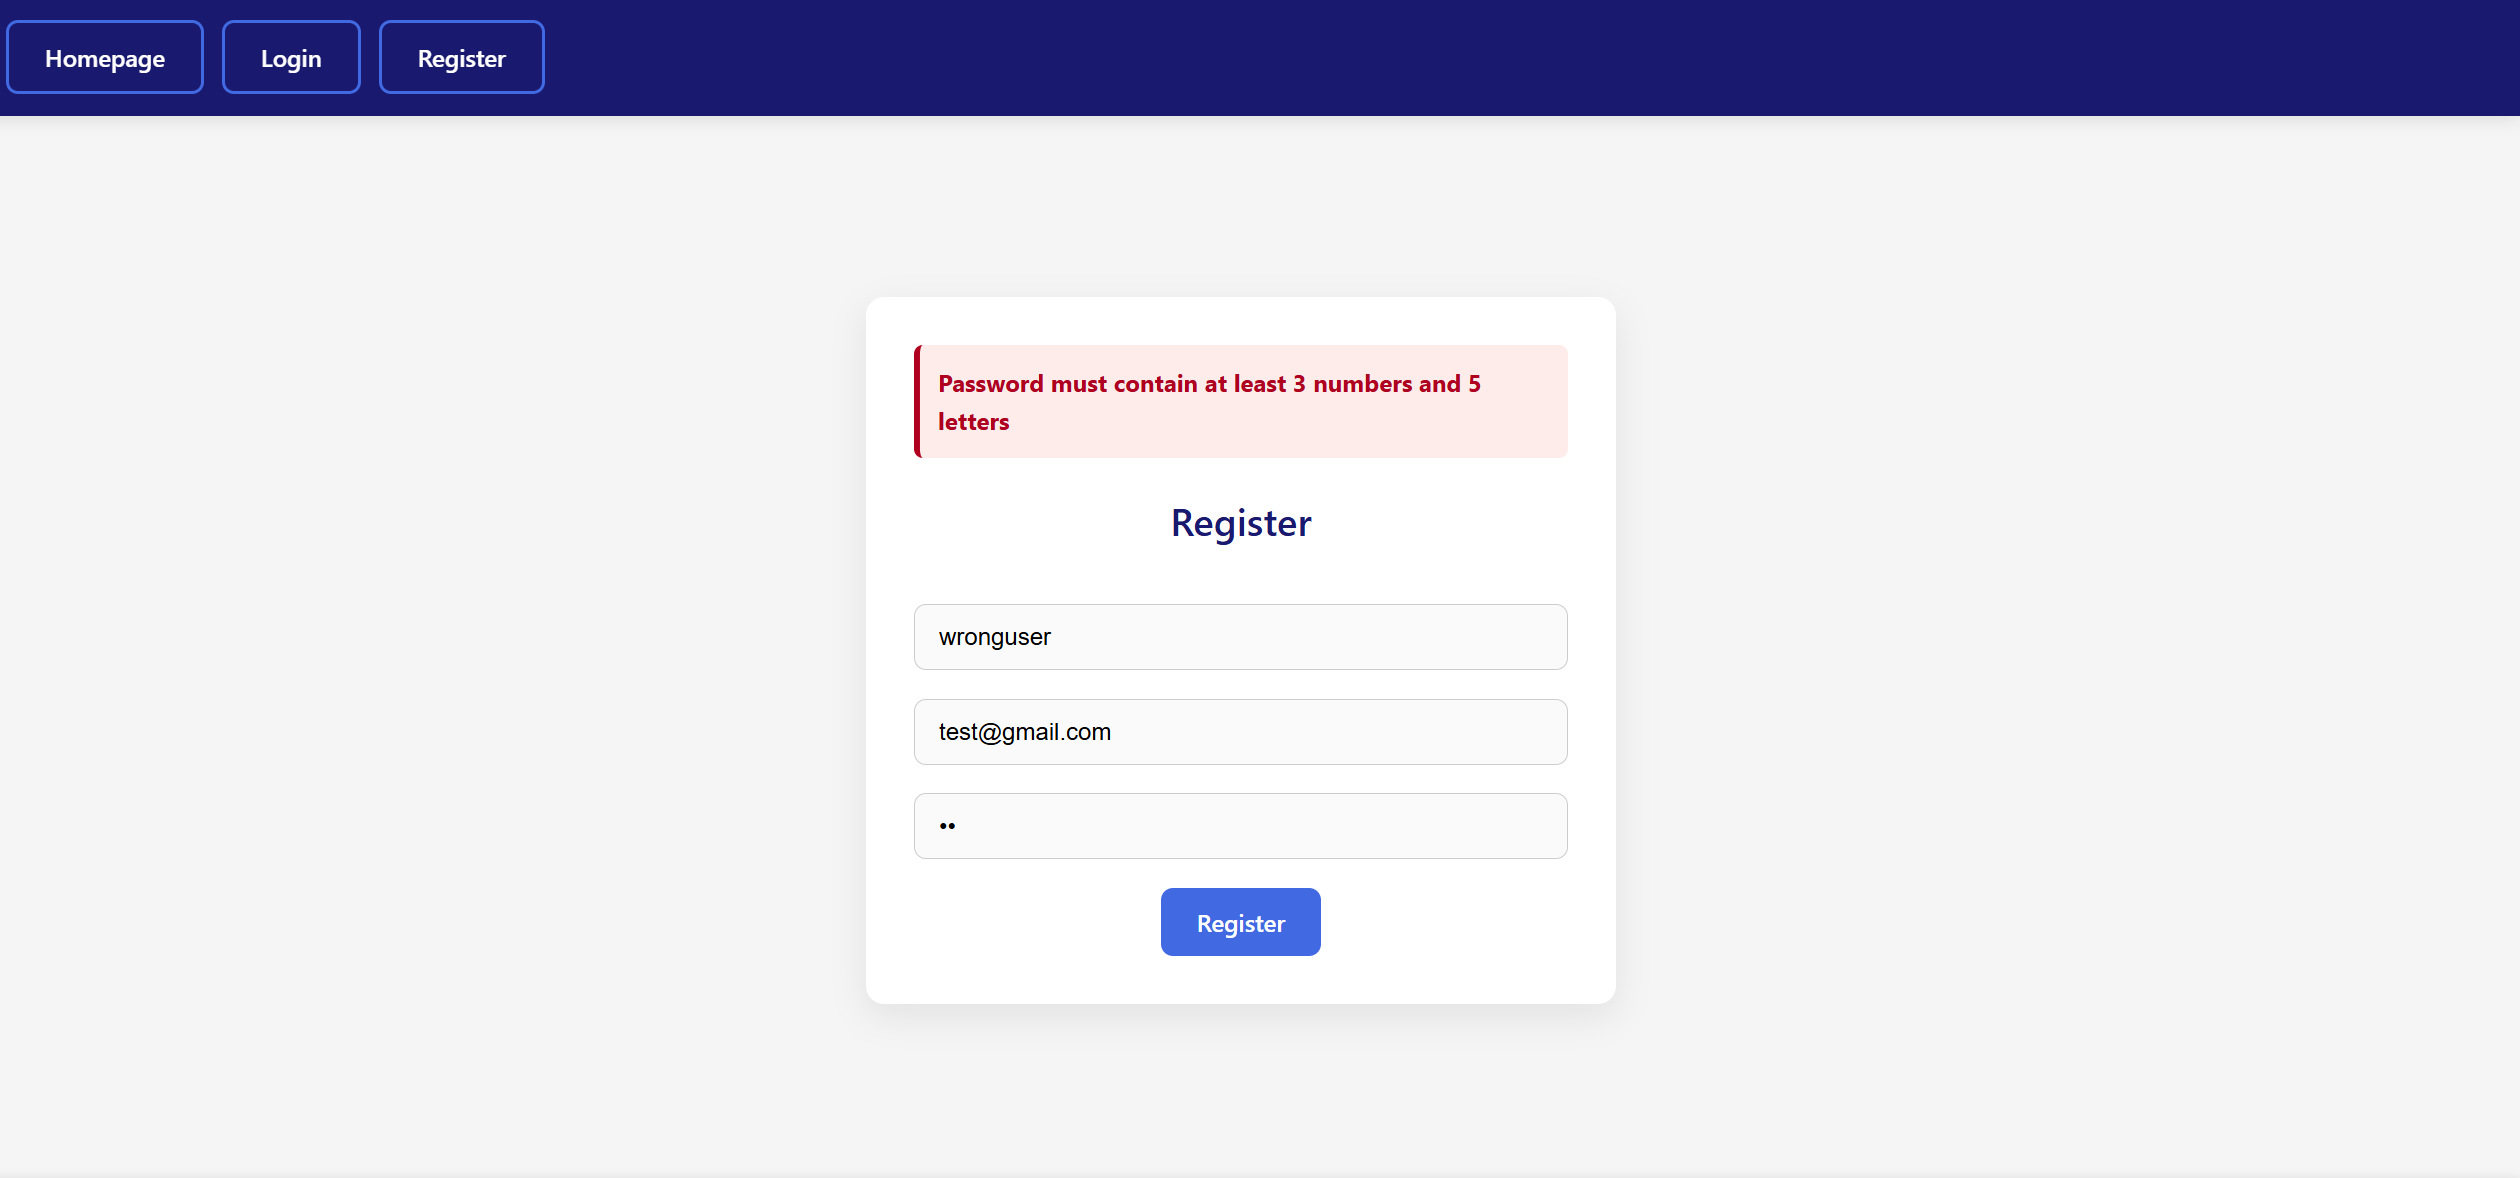 Homepage Login Register
Password must contain at least 3 numbers and 5
letters
Register
wronguser
test@gmail.com
••
Register